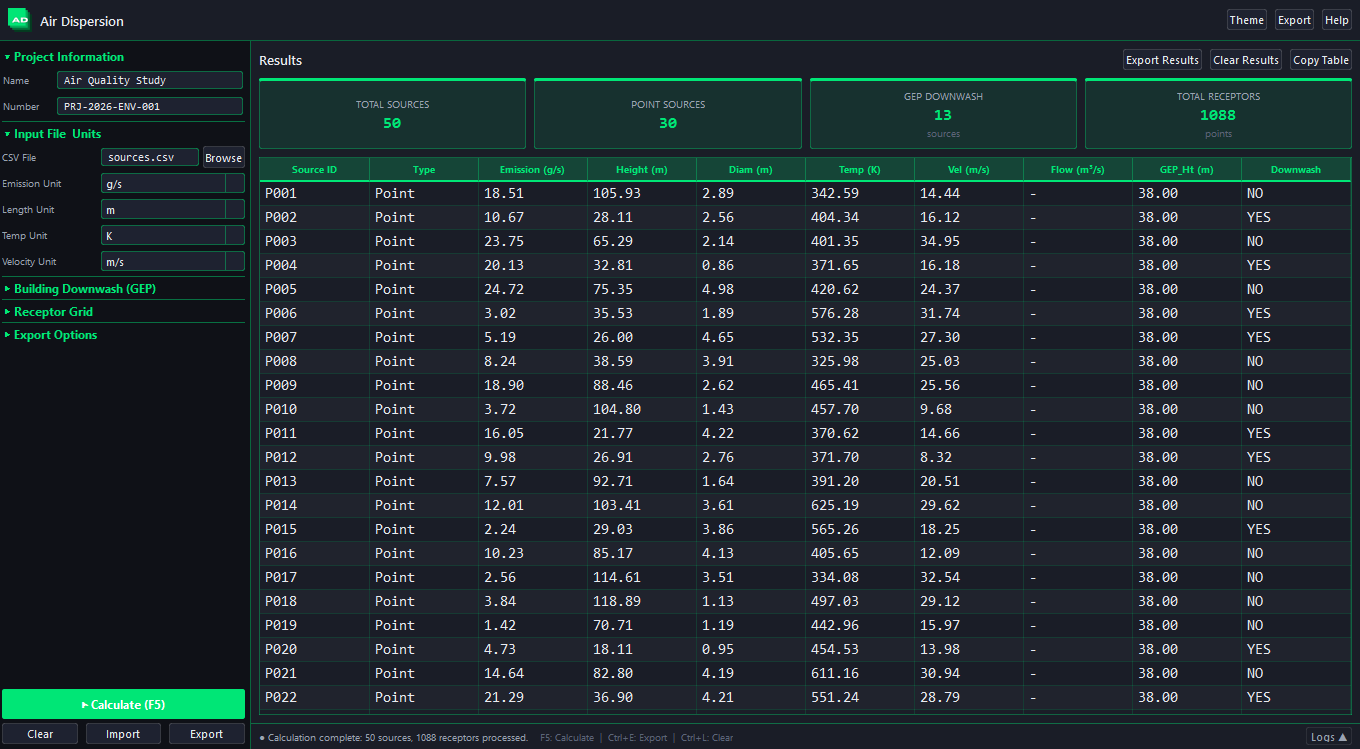 AD Air Dispersion Theme Export Help
▾ Project Information
Name Air Quality Study
Number PRJ-2026-ENV-001
▾ Input File Units
CSV File sources.csv Browse
Emission Unit g/s
Length Unit m
Temp Unit K
Velocity Unit m/s
▸ Building Downwash (GEP)
▸ Receptor Grid
▸ Export Options
▸ Calculate (F5)
Clear Import Export
Results Export Results Clear Results Copy Table
TOTAL SOURCES
50
POINT SOURCES
30
GEP DOWNWASH
13
sources
TOTAL RECEPTORS
1088
points
Source ID Type Emission (g/s) Height (m) Diam (m) Temp (K) Vel (m/s) Flow (m³/s) GEP_Ht (m) Downwash
P001 Point 18.51 105.93 2.89 342.59 14.44 - 38.00 NO
P002 Point 10.67 28.11 2.56 404.34 16.12 - 38.00 YES
P003 Point 23.75 65.29 2.14 401.35 34.95 - 38.00 NO
P004 Point 20.13 32.81 0.86 371.65 16.18 - 38.00 YES
P005 Point 24.72 75.35 4.98 420.62 24.37 - 38.00 NO
P006 Point 3.02 35.53 1.89 576.28 31.74 - 38.00 YES
P007 Point 5.19 26.00 4.65 532.35 27.30 - 38.00 YES
P008 Point 8.24 38.59 3.91 325.98 25.03 - 38.00 NO
P009 Point 18.90 88.46 2.62 465.41 25.56 - 38.00 NO
P010 Point 3.72 104.80 1.43 457.70 9.68 - 38.00 NO
P011 Point 16.05 21.77 4.22 370.62 14.66 - 38.00 YES
P012 Point 9.98 26.91 2.76 371.70 8.32 - 38.00 YES
P013 Point 7.57 92.71 1.64 391.20 20.51 - 38.00 NO
P014 Point 12.01 103.41 3.61 625.19 29.62 - 38.00 NO
P015 Point 2.24 29.03 3.86 565.26 18.25 - 38.00 YES
P016 Point 10.23 85.17 4.13 405.65 12.09 - 38.00 NO
P017 Point 2.56 114.61 3.51 334.08 32.54 - 38.00 NO
P018 Point 3.84 118.89 1.13 497.03 29.12 - 38.00 NO
P019 Point 1.42 70.71 1.19 442.96 15.97 - 38.00 NO
P020 Point 4.73 18.11 0.95 454.53 13.98 - 38.00 YES
P021 Point 14.64 82.80 4.19 611.16 30.94 - 38.00 NO
P022 Point 21.29 36.90 4.21 551.24 28.79 - 38.00 YES
● Calculation complete: 50 sources, 1088 receptors processed. F5: Calculate | Ctrl+E: Export | Ctrl+L: Clear Logs ▲